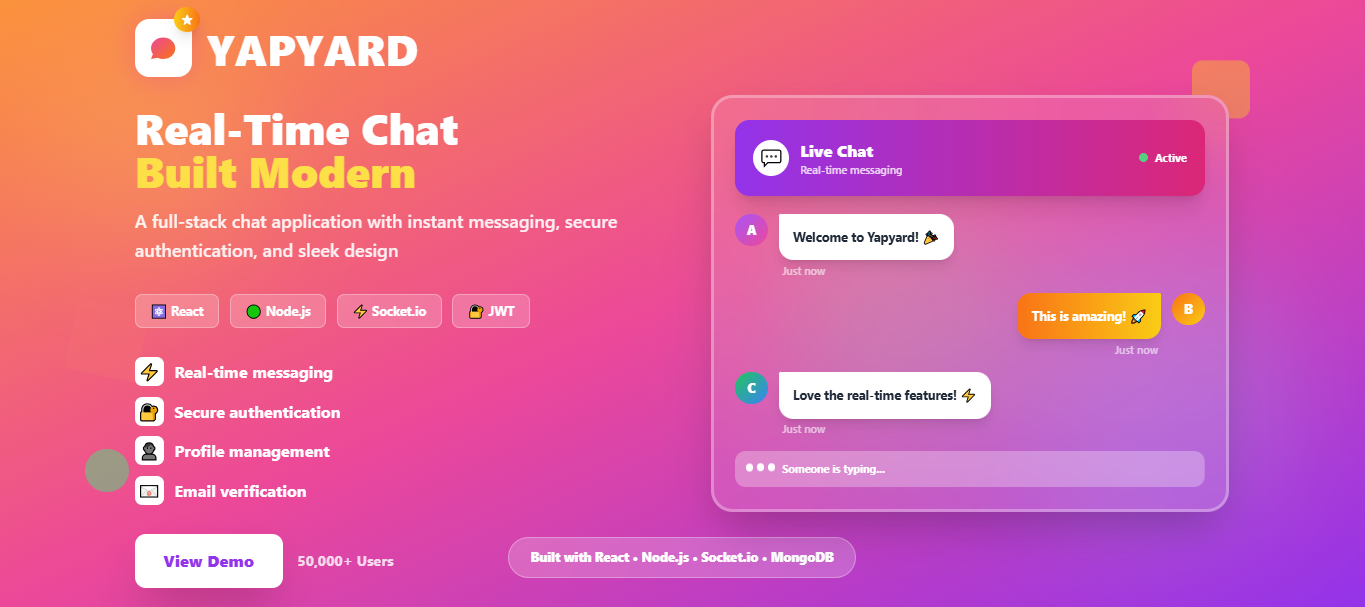 YAPYARD
Real-Time Chat
Built Modern
A full-stack chat application with instant messaging, secure
authentication, and sleek design
⚛️ React
🟢 Node.js
⚡ Socket.io
🔐 JWT
⚡ Real-time messaging
🔐 Secure authentication
👤 Profile management
📧 Email verification
View Demo
50,000+ Users
Live Chat
Real-time messaging
Active
A
Welcome to Yapyard! 🎉
Just now
This is amazing! 🚀
B
Just now
C
Love the real-time features! ⚡
Just now
Someone is typing...
Built with React • Node.js • Socket.io • MongoDB